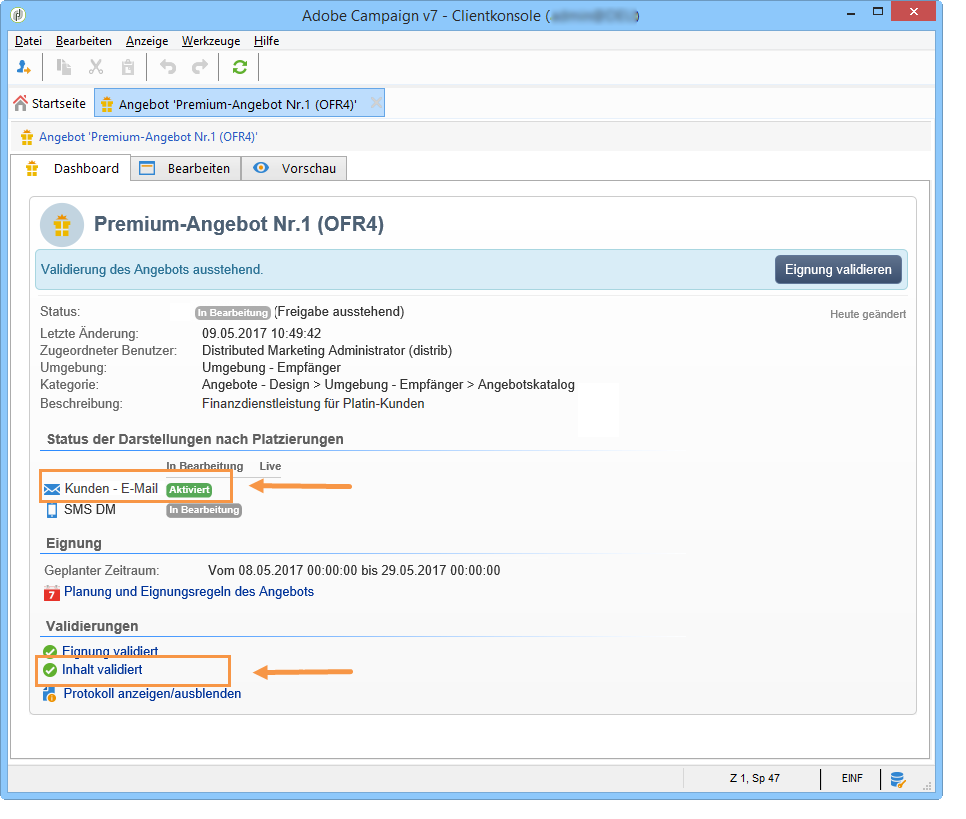 Adobe Campaign v7 - Clientkonsole (
Datei Bearbeiten Anzeige Werkzeuge Hilfe
Startseite Angebot 'Premium-Angebot Nr.1 (OFR4)'
Angebot 'Premium-Angebot Nr.1 (OFR4)'
Dashboard Bearbeiten Vorschau
Premium-Angebot Nr.1 (OFR4)
Validierung des Angebots ausstehend. Eignung validieren
Status: In Bearbeitung (Freigabe ausstehend) Heute geändert
Letzte Änderung: 09.05.2017 10:49:42
Zugeordneter Benutzer: Distributed Marketing Administrator (distrib)
Umgebung: Umgebung - Empfänger
Kategorie: Angebote - Design > Umgebung - Empfänger > Angebotskatalog
Beschreibung: Finanzdienstleistung für Platin-Kunden
Status der Darstellungen nach Platzierungen
In Bearbeitung Live
Kunden - E-Mail Aktiviert
SMS DM In Bearbeitung
Eignung
Geplanter Zeitraum: Vom 08.05.2017 00:00:00 bis 29.05.2017 00:00:00
7 Planung und Eignungsregeln des Angebots
Validierungen
Eignung validiert
Inhalt validiert
Protokoll anzeigen/ausblenden
Z 1, Sp 47 EINF